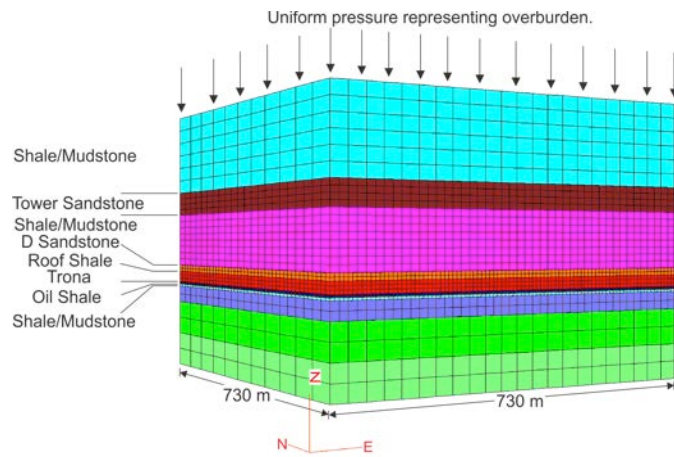 Uniform pressure representing overburden.
Shale/Mudstone
Tower Sandstone
Shale/Mudstone
D Sandstone
Roof Shale
Trona
Oil Shale
Shale/Mudstone
730 m
730 m
Z
N
E